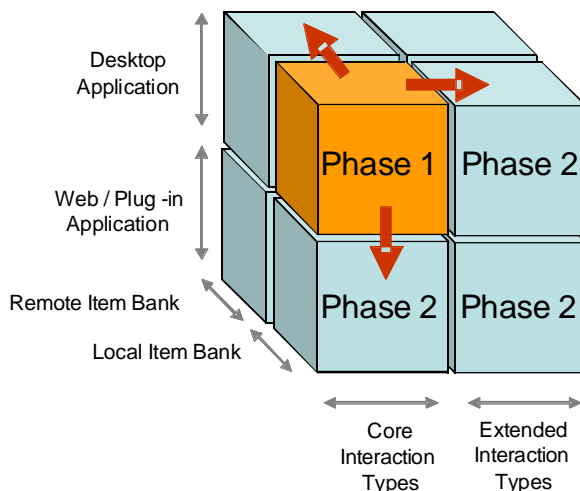 Desktop
Application
Phase 1
Phase 2
Web / Plug -in
Application
Remote Item Bank
Phase 2
Phase 2
Local Item Bank
Core
Interaction
Types
Extended
Interaction
Types